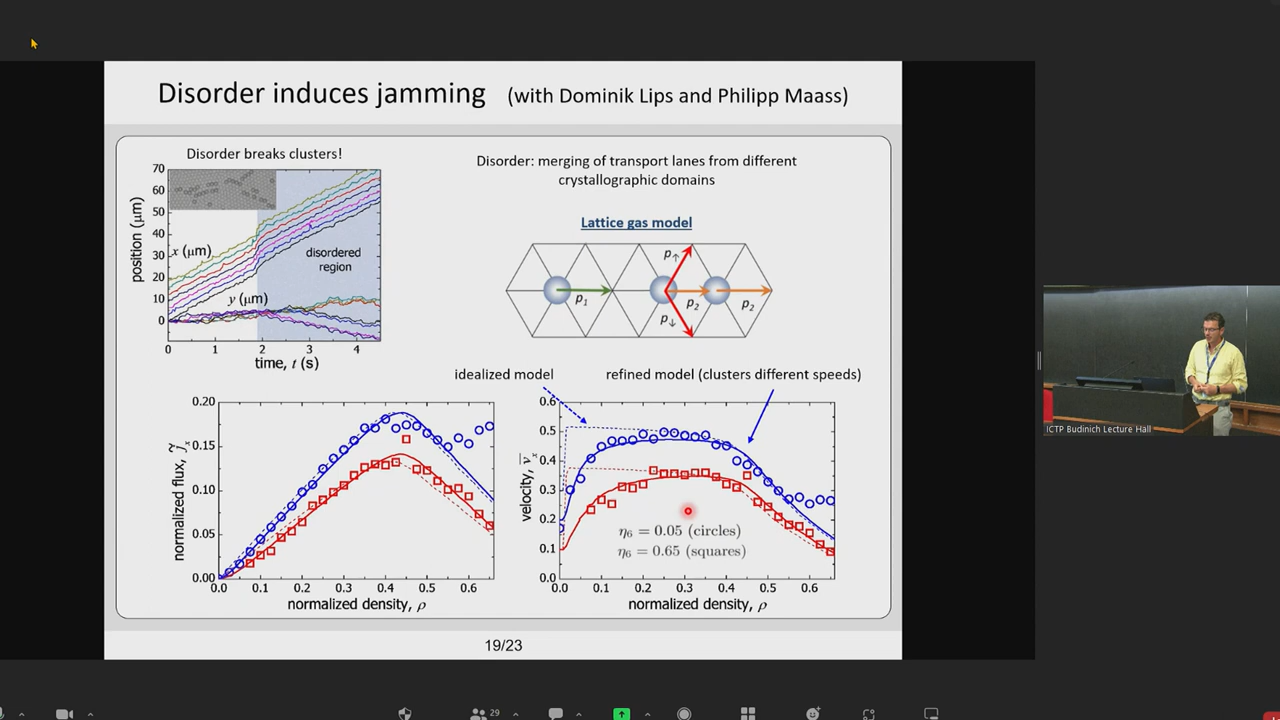 Disorder induces jamming (with Dominik Lips and Philipp Maass)
Disorder breaks clusters!
position (μm)
70
60
50
40
30
20
10
0
x (μm)
y (μm)
disordered
region
0 1 2 3 4
time, t (s)
Disorder: merging of transport lanes from different
crystallographic domains
Lattice gas model
p₁
p↑
p₂
p↓
p₂
idealized model
refined model (clusters different speeds)
normalized flux, j̃ₓ
0.20
0.15
0.10
0.05
0.00
0.0 0.1 0.2 0.3 0.4 0.5 0.6
normalized density, ρ
velocity, v̄ₓ
0.6
0.5
0.4
0.3
0.2
0.1
0.0
η₆ = 0.05 (circles)
η₆ = 0.65 (squares)
0.0 0.1 0.2 0.3 0.4 0.5 0.6
normalized density, ρ
19/23
ICTP Budinich Lecture Hall
29